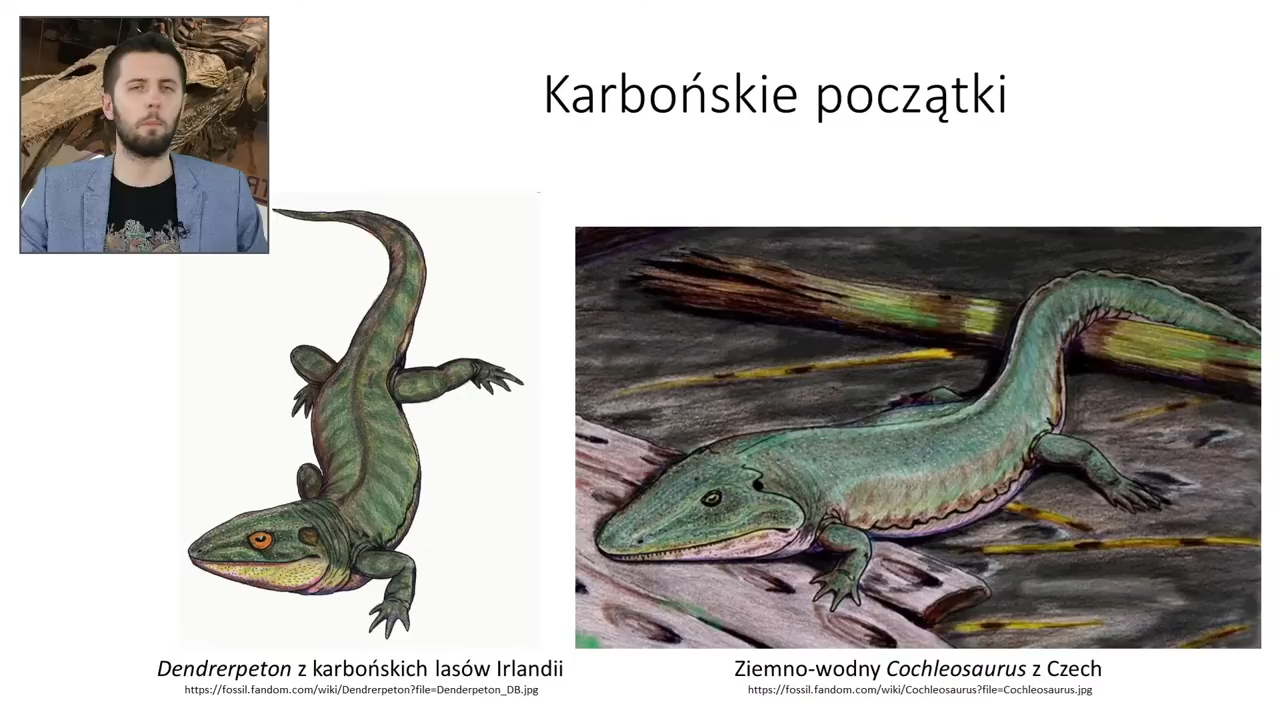 Karbońskie początki
Dendrerpeton z karbońskich lasów Irlandii
https://fossil.fandom.com/wiki/Dendrerpeton?file=Denderpeton_DB.jpg
Ziemno-wodny Cochleosaurus z Czech
https://fossil.fandom.com/wiki/Cochleosaurus?file=Cochleosaurus.jpg